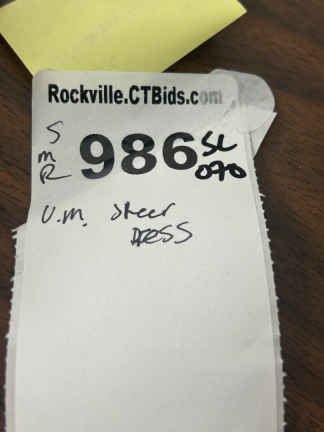 Rockville.CTBids.com
S
m
R
986
SL
070
V.M. Sheer
DRESS